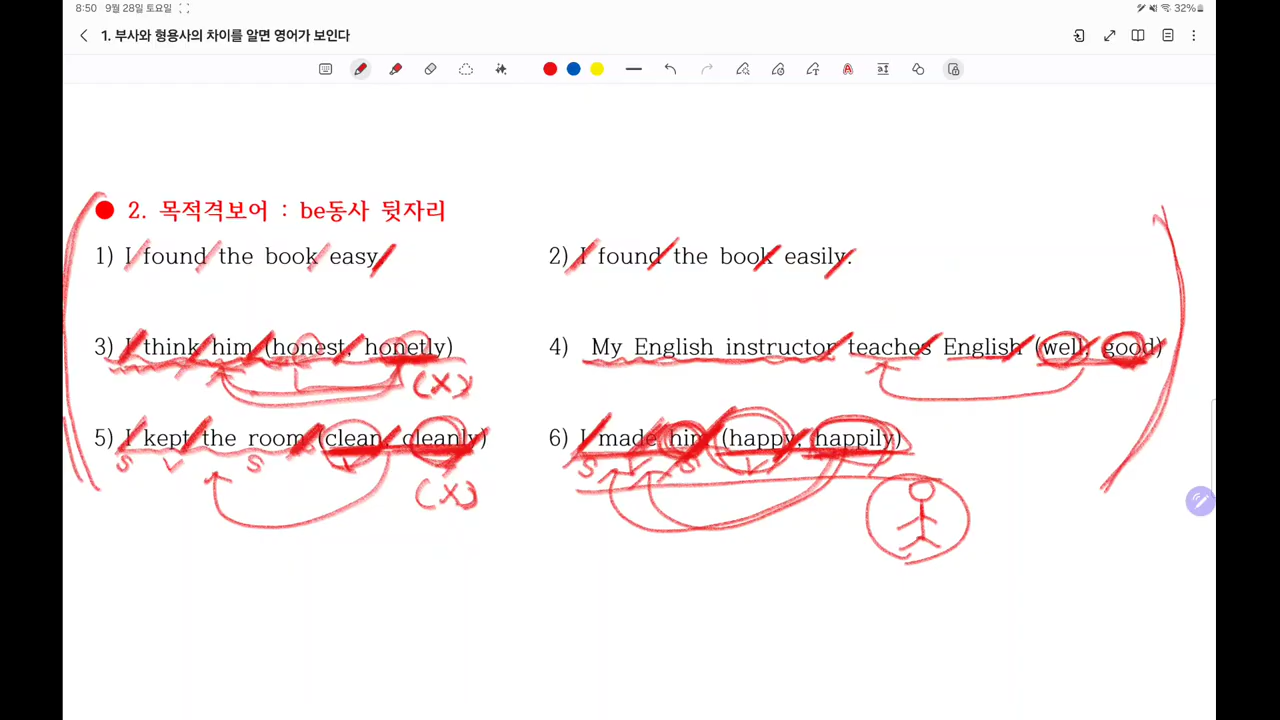 8:50 9월 28일 토요일 32%
1. 부사와 형용사의 차이를 알면 영어가 보인다
2. 목적격보어 : be동사 뒷자리
1) I found the book easy.
2) I found the book easily.
3) I think him (honest, honetly)
4) My English instructor teaches English (well, good)
(X)
5) I kept the room (clean, cleanly)
6) I made him (happy, happily)
S V S V
S V S V
(X)